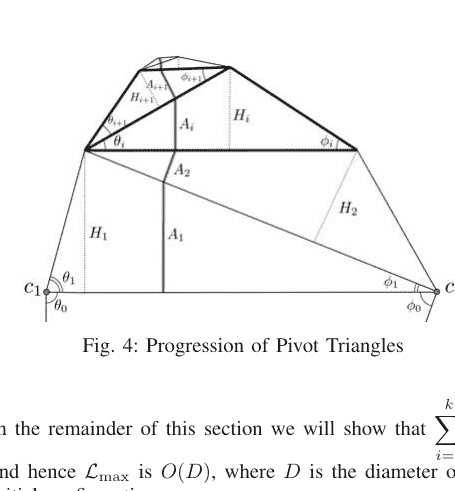 A_{i+1}
ϕ_{i+1}
H_{i+1}
θ_{i+1}
θ_i
A_i
H_i
ϕ_i
A_2
H_2
H_1
A_1
c_1
θ_1
θ_0
ϕ_1
ϕ_0
c
Fig. 4: Progression of Pivot Triangles
n the remainder of this section we will show that ∑^k_{i=
nd hence ℒ_max is O(D), where D is the diameter o